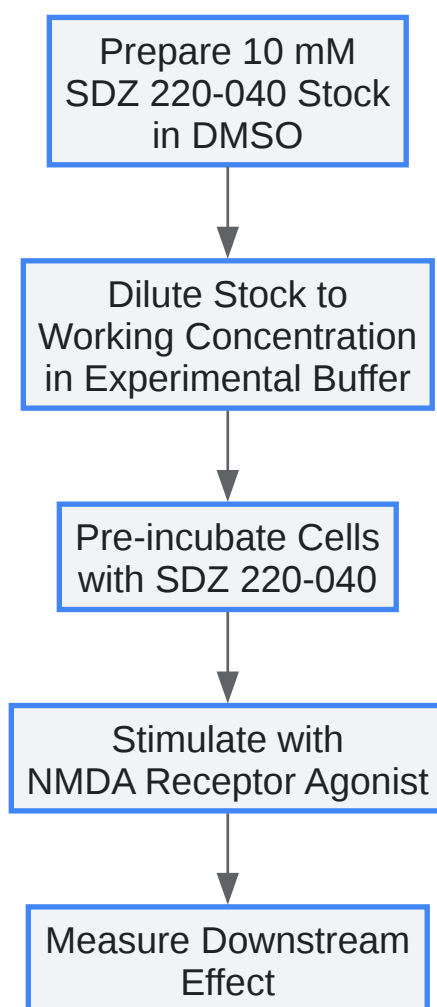 Prepare 10 mM
SDZ 220-040 Stock
in DMSO
Dilute Stock to
Working Concentration
in Experimental Buffer
Pre-incubate Cells
with SDZ 220-040
Stimulate with
NMDA Receptor Agonist
Measure Downstream
Effect